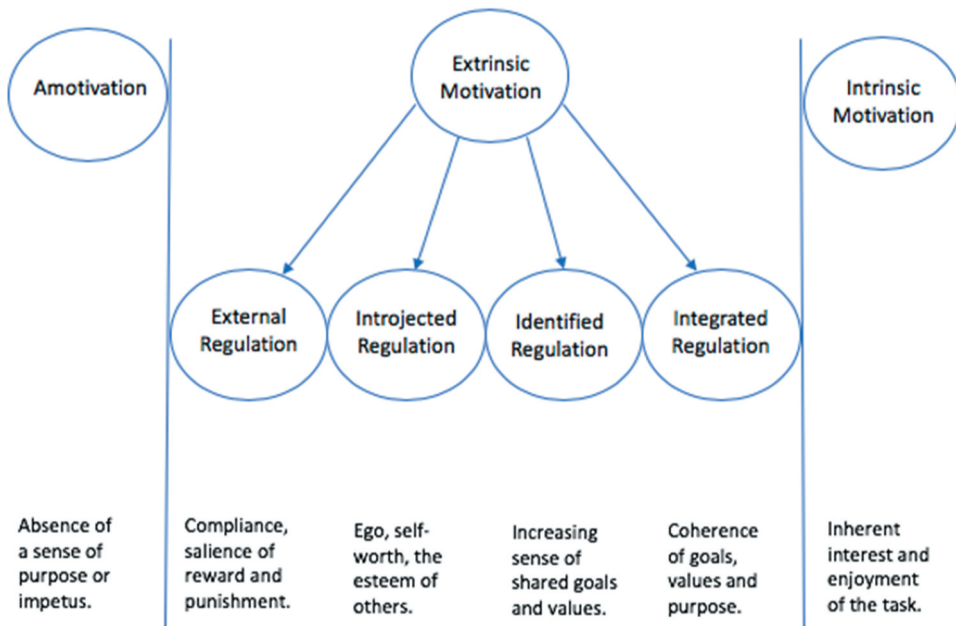 Amotivation
Extrinsic
Motivation
Intrinsic
Motivation
External
Regulation
Introjected
Regulation
Identified
Regulation
Integrated
Regulation
Absence of
a sense of
purpose or
impetus.
Compliance,
salience of
reward and
punishment.
Ego, self-
worth, the
esteem of
others.
Increasing
sense of
shared goals
and values.
Coherence
of goals,
values and
purpose.
Inherent
interest and
enjoyment
of the task.